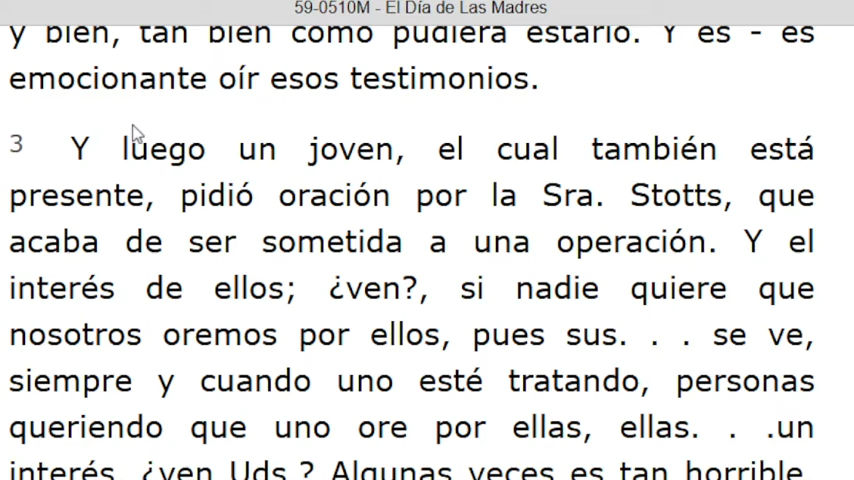 59-0510M - El Día de Las Madres
y bien, tan bien como pudiera estarlo. Y es - es
emocionante oír esos testimonios.
3 Y luego un joven, el cual también está
presente, pidió oración por la Sra. Stotts, que
acaba de ser sometida a una operación. Y el
interés de ellos; ¿ven?, si nadie quiere que
nosotros oremos por ellos, pues sus. . . se ve,
siempre y cuando uno esté tratando, personas
queriendo que uno ore por ellas, ellas. . .un
interés, ¿ven Uds.? Algunas veces es tan horrible,